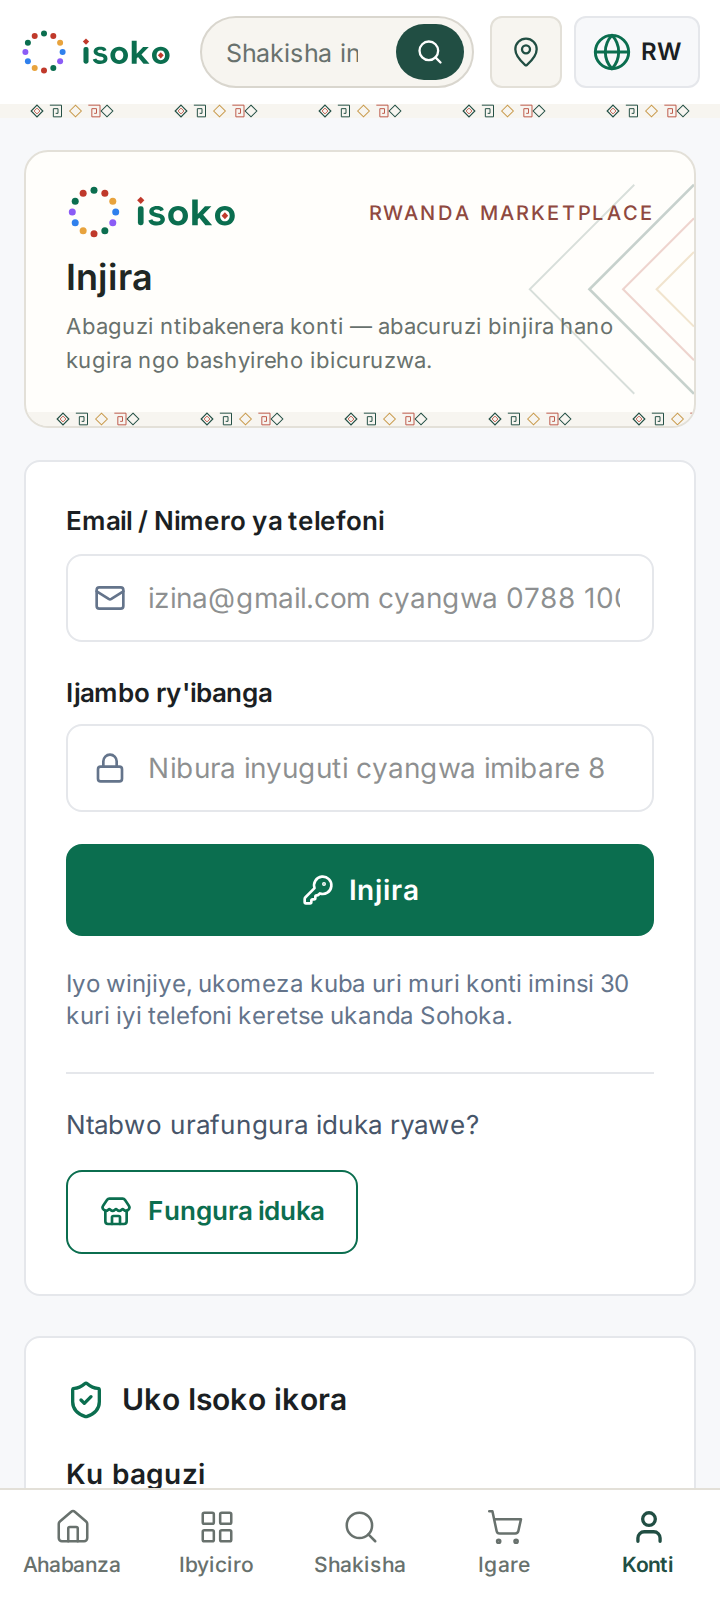 isoko
Shakisha in
RW
isoko
RWANDA MARKETPLACE
Injira
Abaguzi ntibakenera konti — abacuruzi binjira hano
kugira ngo bashyireho ibicuruzwa.
Email / Nimero ya telefoni
izina@gmail.com cyangwa 0788 100
Ijambo ry'ibanga
Nibura inyuguti cyangwa imibare 8
Injira
Iyo winjiye, ukomeza kuba uri muri konti iminsi 30
kuri iyi telefoni keretse ukanda Sohoka.
Ntabwo urafungura iduka ryawe?
Fungura iduka
Uko Isoko ikora
Ku baguzi
Ahabanza
Ibyiciro
Shakisha
Igare
Konti